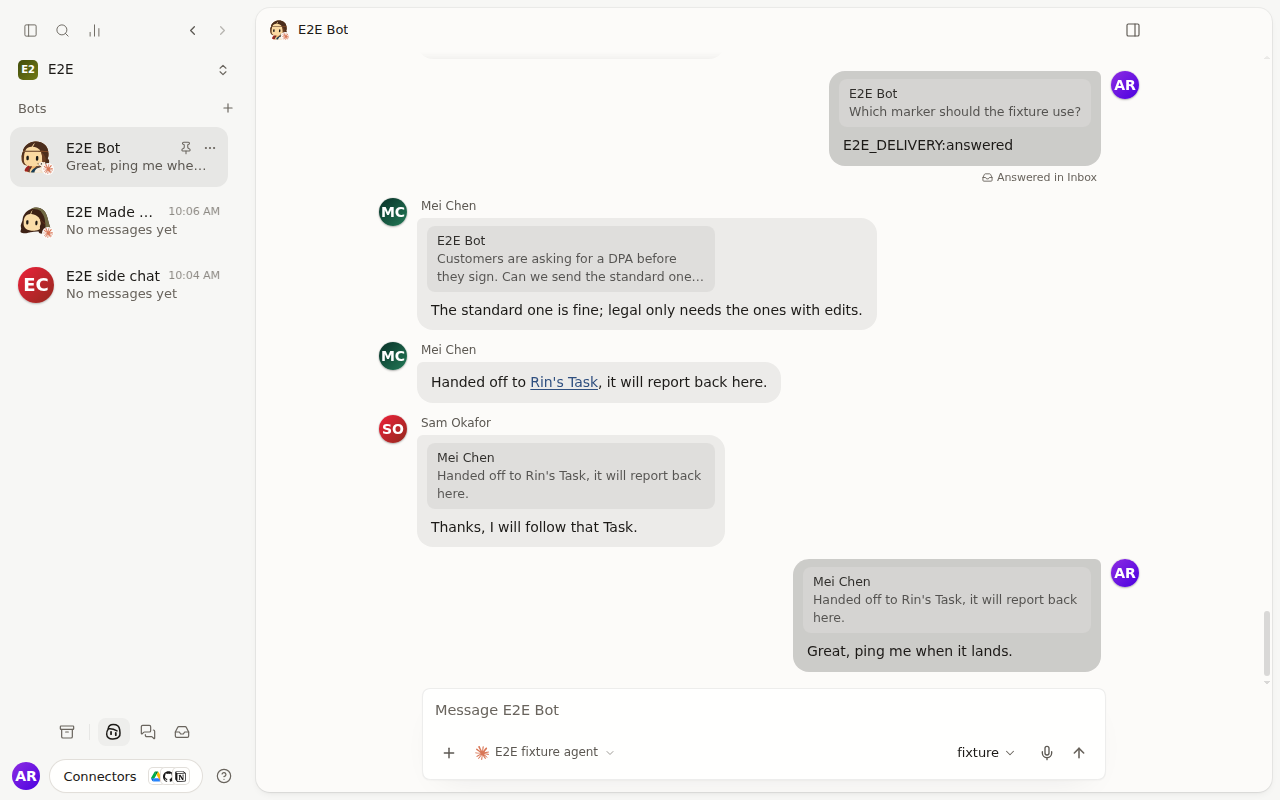 E2 E2E
Bots
E2E Bot
Great, ping me whe…
E2E Made ... 10:06 AM
No messages yet
EC
E2E side chat 10:04 AM
No messages yet
AR
Connectors
E2E Bot
AR
E2E Bot
Which marker should the fixture use?
E2E_DELIVERY:answered
Answered in Inbox
MC
Mei Chen
E2E Bot
Customers are asking for a DPA before
they sign. Can we send the standard one…
The standard one is fine; legal only needs the ones with edits.
MC
Mei Chen
Handed off to Rin's Task, it will report back here.
SO
Sam Okafor
Mei Chen
Handed off to Rin's Task, it will report back
here.
Thanks, I will follow that Task.
AR
Mei Chen
Handed off to Rin's Task, it will report back
here.
Great, ping me when it lands.
Message E2E Bot
E2E fixture agent
fixture